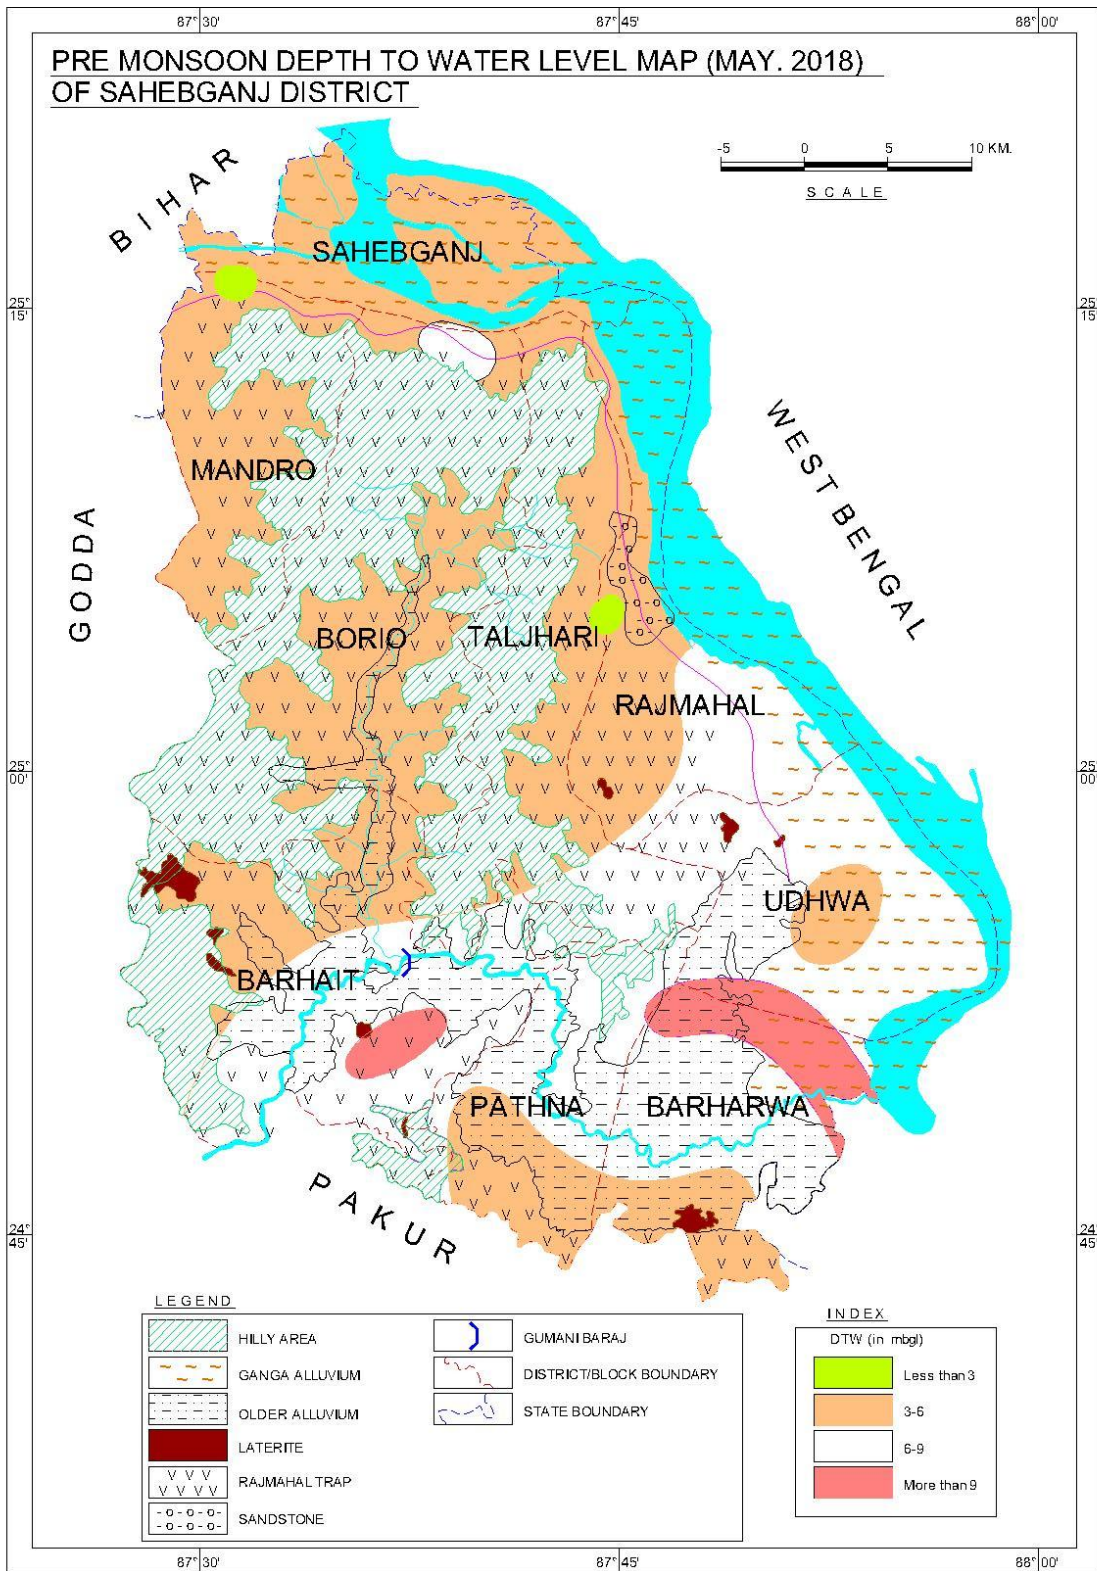 87° 30'
87° 45'
88° 00'
PRE MONSOON DEPTH TO WATER LEVEL MAP (MAY. 2018)
OF SAHEBGANJ DISTRICT
-5 0 5 10 KM.
SCALE
BIHAR
SAHEBGANJ
25° 15'
25° 15'
WEST BENGAL
MANDRO
GODDA
BORIO
TALJHARI
RAJMAHAL
25° 00'
25° 00'
UDHWA
BARHAIT
PATHNA
BARHARWA
PAKUR
24° 45'
24° 45'
LEGEND
HILLY AREA
GANGA ALLUVIUM
OLDER ALLUVIUM
LATERITE
RAJMAHAL TRAP
SANDSTONE
GUMANI BARAJ
DISTRICT/BLOCK BOUNDARY
STATE BOUNDARY
INDEX
DTW (in mbgl)
Less than 3
3-6
6-9
More than 9
87° 30'
87° 45'
88° 00'